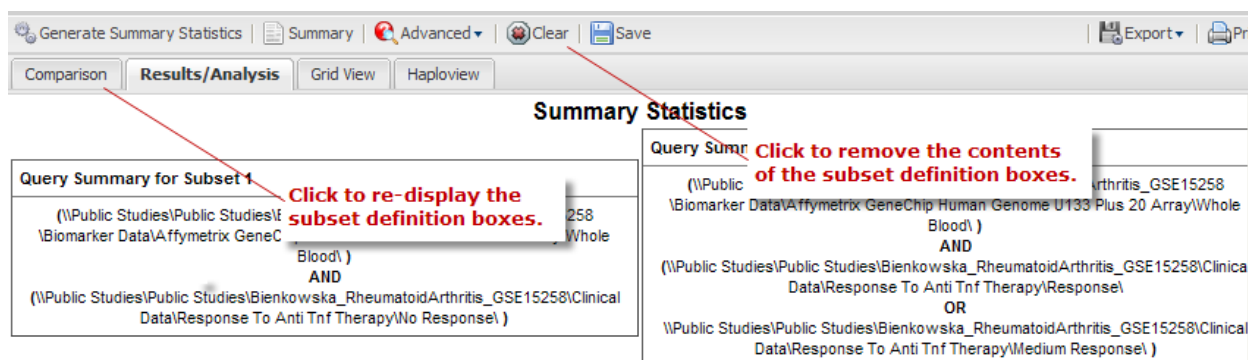 Generate Summary Statistics Summary Advanced Clear Save Export Pr
Comparison Results/Analysis Grid View Haploview
Summary Statistics
Query Summary for Subset 1
(\\Public Studies\Public Studies\ 258
\Biomarker Data\Affymetrix GeneC Whole
Blood\ )
AND
(\\Public Studies\Public Studies\Bienkowska_RheumatoidArthritis_GSE15258\Clinical
Data\Response To Anti Tnf Therapy\No Response\ )
Click to re-display the
subset definition boxes.
Query Summ
(\\Public rthritis_GSE15258
\Biomarker Data\Affymetrix GeneChip Human Genome U133 Plus 20 Array\Whole
Blood\ )
AND
(\\Public Studies\Public Studies\Bienkowska_RheumatoidArthritis_GSE15258\Clinica
Data\Response To Anti Tnf Therapy\Response\
OR
\\Public Studies\Public Studies\Bienkowska_RheumatoidArthritis_GSE15258\Clinical
Data\Response To Anti Tnf Therapy\Medium Response\ )
Click to remove the contents
of the subset definition boxes.